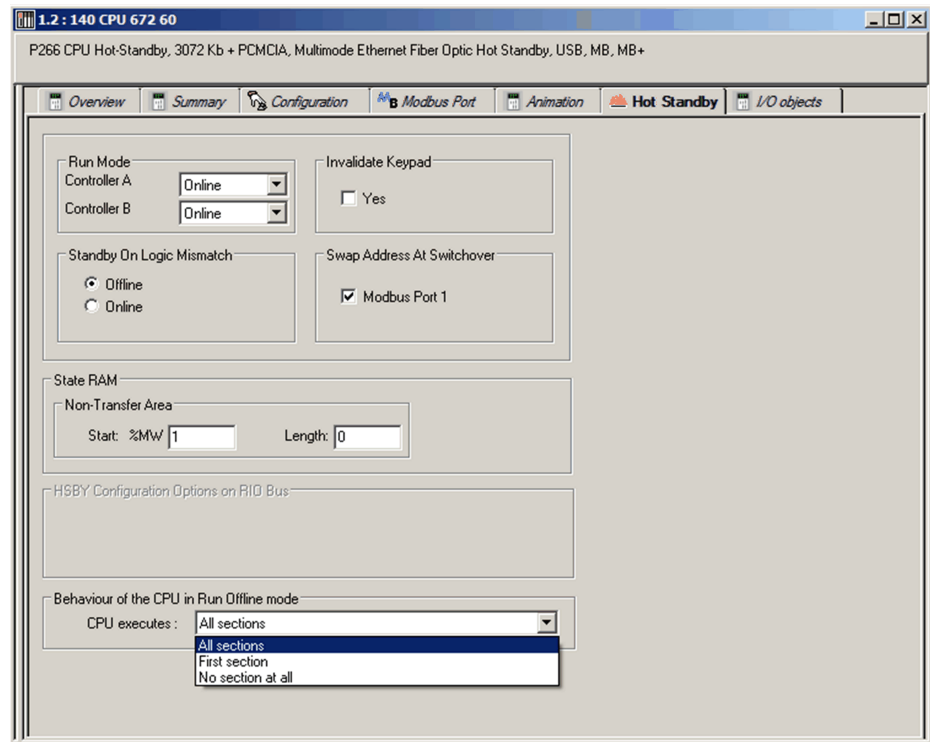 1.2 : 140 CPU 672 60
P266 CPU Hot-Standby, 3072 Kb + PCMCIA, Multimode Ethernet Fiber Optic Hot Standby, USB, MB, MB+
Overview Summary Configuration Modbus Port Animation Hot Standby I/O objects
Run Mode
Controller A Online
Controller B Online
Invalidate Keypad
Yes
Standby On Logic Mismatch
Offline
Online
Swap Address At Switchover
Modbus Port 1
State RAM
Non-Transfer Area
Start: %MW 1 Length: 0
HSBY Configuration Options on RIO Bus
Behaviour of the CPU in Run Offline mode
CPU executes : All sections
All sections
First section
No section at all